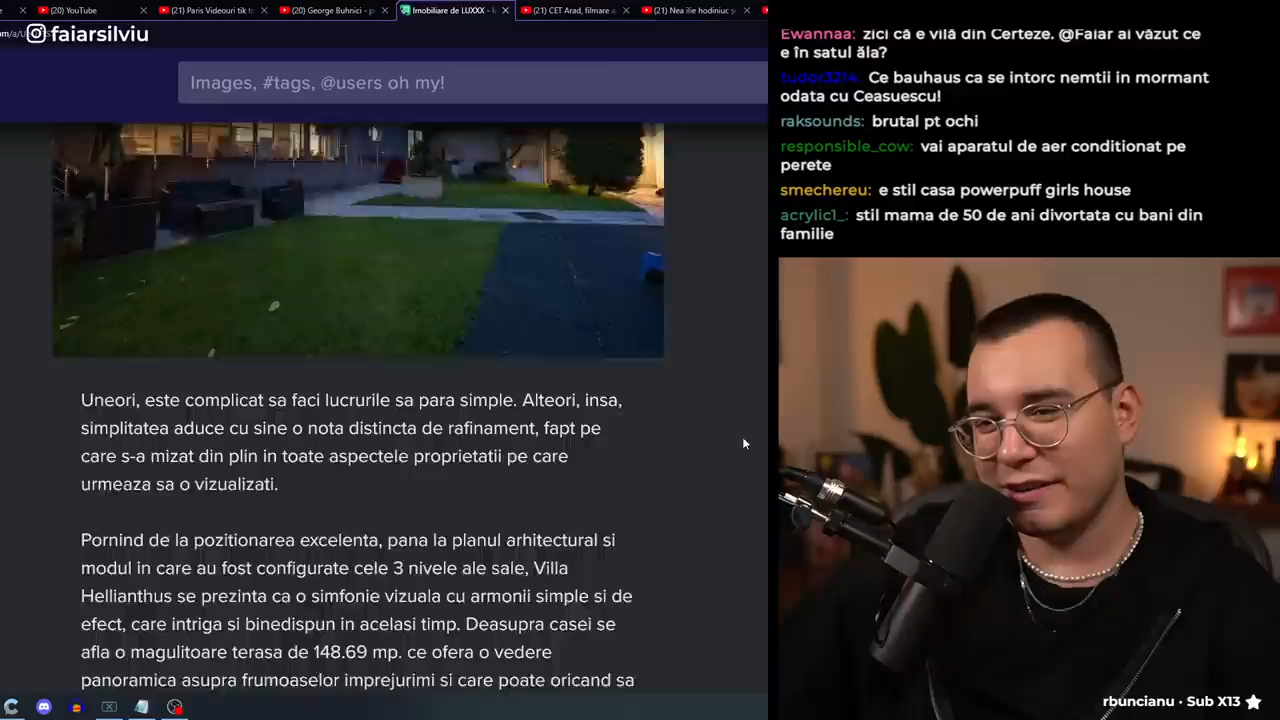 (20) YouTube
(21) Paris Videouri tik to
(20) George Buhnici - p
Imobiliare de LUXXX - I
(21) CET Arad, filmare a
(21) Nea ilie hodiniuc s
faiarsilviu
Images, #tags, @users oh my!
Uneori, este complicat sa faci lucrurile sa para simple. Alteori, insa,
simplitatea aduce cu sine o nota distincta de rafinament, fapt pe
care s-a mizat din plin in toate aspectele proprietatii pe care
urmeaza sa o vizualizati.
Pornind de la pozitionarea excelenta, pana la planul arhitectural si
modul in care au fost configurate cele 3 nivele ale sale, Villa
Hellianthus se prezinta ca o simfonie vizuala cu armonii simple si de
efect, care intriga si binedispun in acelasi timp. Deasupra casei se
afla o magulitoare terasa de 148.69 mp. ce ofera o vedere
panoramica asupra frumoaselor imprejurimi si care poate oricand sa
Ewannaa: zici că e vilă din Certeze. @Faiar ai văzut ce
e în satul ăla?
tudor3214: Ce bauhaus ca se intorc nemtii in mormant
odata cu Ceasuescu!
raksounds: brutal pt ochi
responsible_cow: vai aparatul de aer conditionat pe
perete
smechereu: e stil casa powerpuff girls house
acrylic1_: stil mama de 50 de ani divortata cu bani din
familie
rbuncianu · Sub X13